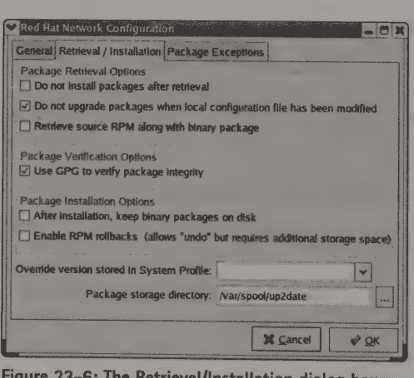 Red Hat Network Configuration
General Retrieval / Installation Package Exceptions
Package Retrieval Options
Do not install packages after retrieval
Do not upgrade packages when local configuration file has been modified
Retrieve source RPM along with binary package
Package Verification Options
Use GPG to verify package integrity
Package Installation Options
After installation, keep binary packages on disk
Enable RPM rollbacks (allows "undo" but requires additional storage space)
Override version stored in System Profile:
Package storage directory: /var/spool/up2date ...
Cancel OK
Figure 23-6: The Retrieval/Installation dialog box